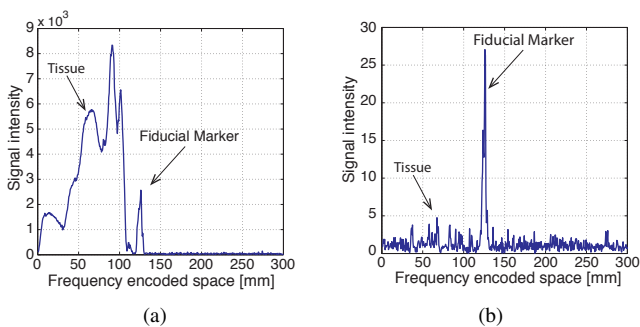 9 x 10³
8
7
6
5
4
3
2
1
0
Signal intensity
Tissue
Fiducial Marker
0 50 100 150 200 250 300
Frequency encoded space [mm]
(a)
30
25
20
15
10
5
0
Signal intensity
Fiducial Marker
Tissue
0 50 100 150 200 250 300
Frequency encoded space [mm]
(b)